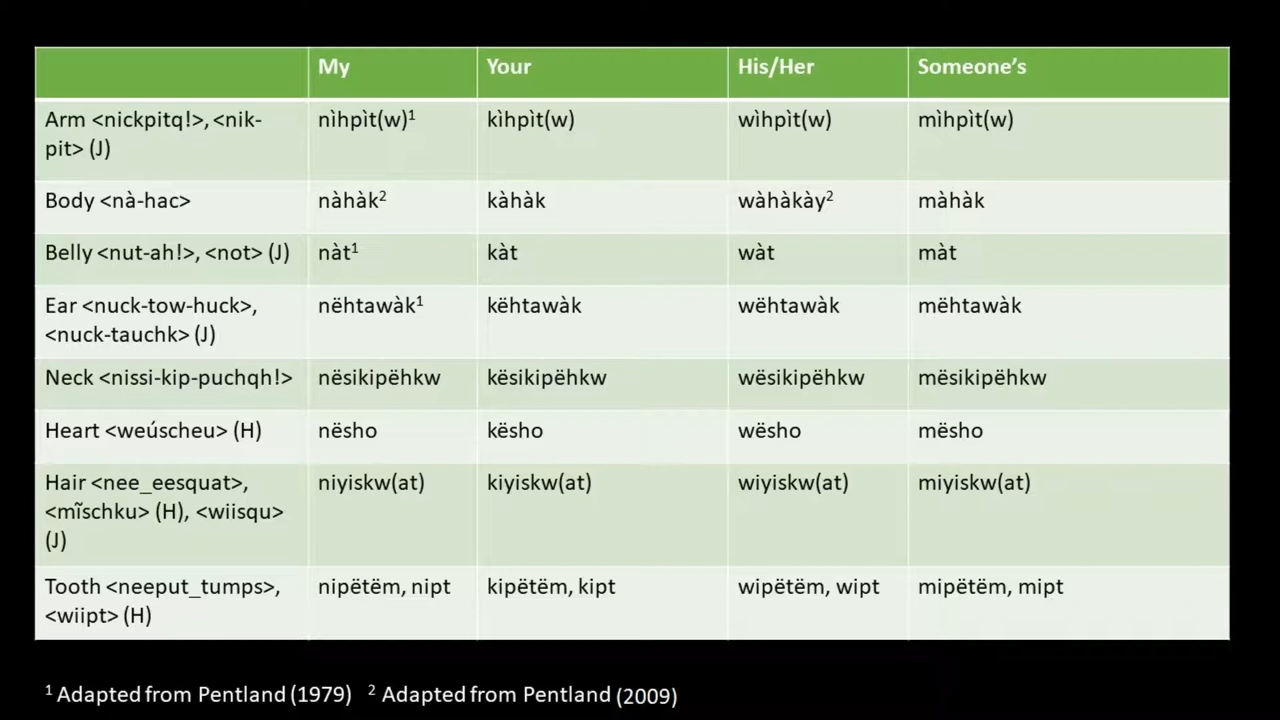 My Your His/Her Someone's
Arm <nickpitq!>, <nik- nìhpìt(w)¹ kìhpìt(w) wìhpìt(w) mìhpìt(w)
pit> (J)
Body <nà-hac> nàhàk² kàhàk wàhàkày² màhàk
Belly <nut-ah!>, <not> (J) nàt¹ kàt wàt màt
Ear <nuck-tow-huck>, nëhtawàk¹ këhtawàk wëhtawàk mëhtawàk
<nuck-tauchk> (J)
Neck <nissi-kip-puchqh!> nësikipëhkw kësikipëhkw wësikipëhkw mësikipëhkw
Heart <weúscheu> (H) nësho kësho wësho mësho
Hair <nee_eesquat>, niyiskw(at) kiyiskw(at) wiyiskw(at) miyiskw(at)
<mĩschku> (H), <wiisqu>
(J)
Tooth <neeput_tumps>, nipëtëm, nipt kipëtëm, kipt wipëtëm, wipt mipëtëm, mipt
<wiipt> (H)
¹ Adapted from Pentland (1979) ² Adapted from Pentland (2009)